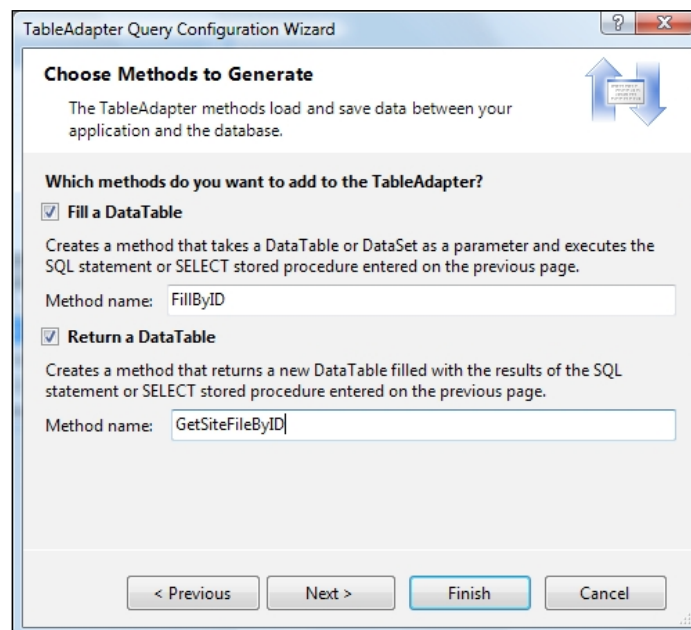 TableAdapter Query Configuration Wizard
?
X
Choose Methods to Generate
The TableAdapter methods load and save data between your
application and the database.
Which methods do you want to add to the TableAdapter?
Fill a DataTable
Creates a method that takes a DataTable or DataSet as a parameter and executes the
SQL statement or SELECT stored procedure entered on the previous page.
Method name: FillByID
Return a DataTable
Creates a method that returns a new DataTable filled with the results of the SQL
statement or SELECT stored procedure entered on the previous page.
Method name: GetSiteFileByID
< Previous Next > Finish Cancel